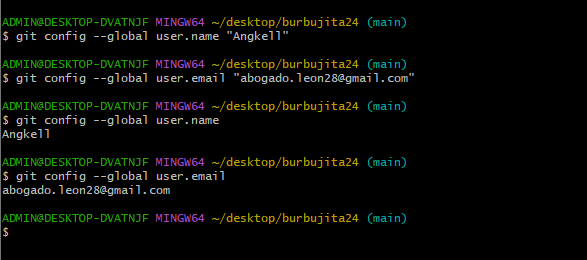 ADMIN@DESKTOP-DVATNJF MINGW64 ~/desktop/burbujita24 (main)
$ git config --global user.name "Angkell"
ADMIN@DESKTOP-DVATNJF MINGW64 ~/desktop/burbujita24 (main)
$ git config --global user.email "abogado.leon28@gmail.com"
ADMIN@DESKTOP-DVATNJF MINGW64 ~/desktop/burbujita24 (main)
$ git config --global user.name
Angkell
ADMIN@DESKTOP-DVATNJF MINGW64 ~/desktop/burbujita24 (main)
$ git config --global user.email
abogado.leon28@gmail.com
ADMIN@DESKTOP-DVATNJF MINGW64 ~/desktop/burbujita24 (main)
$